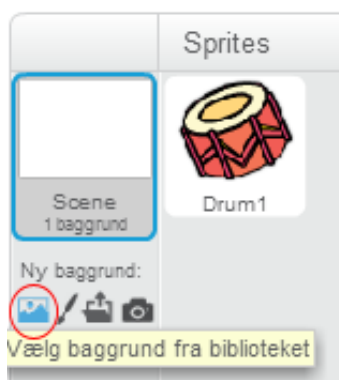 Sprites
Scene
1 baggrund
Drum1
Ny baggrund:
Vælg baggrund fra biblioteket